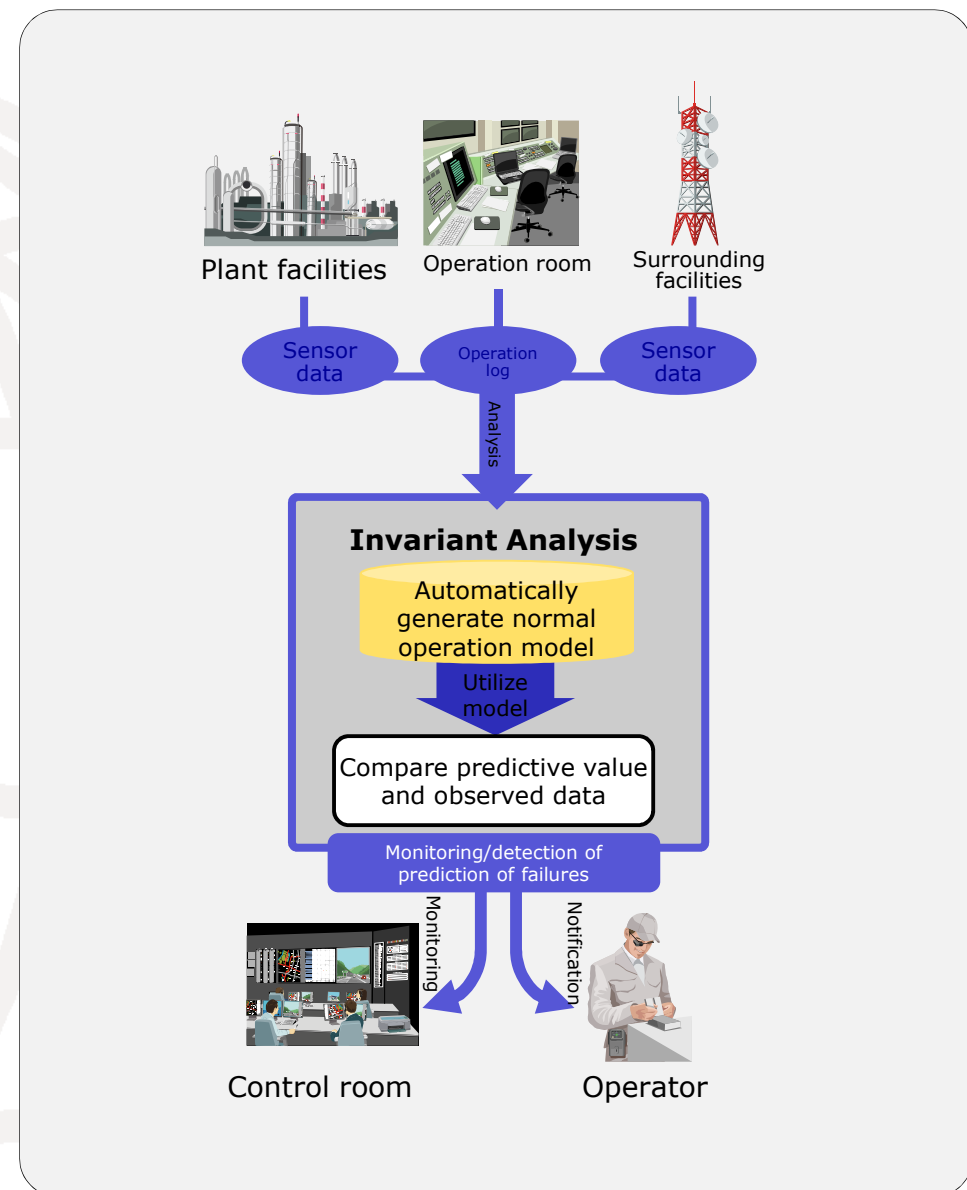 Plant facilities
Operation room
Surrounding
facilities
Sensor
data
Operation
log
Sensor
data
Analysis
Invariant Analysis
Automatically
generate normal
operation model
Utilize
model
Compare predictive value
and observed data
Monitoring/detection of
prediction of failures
Monitoring
Notification
Control room
Operator